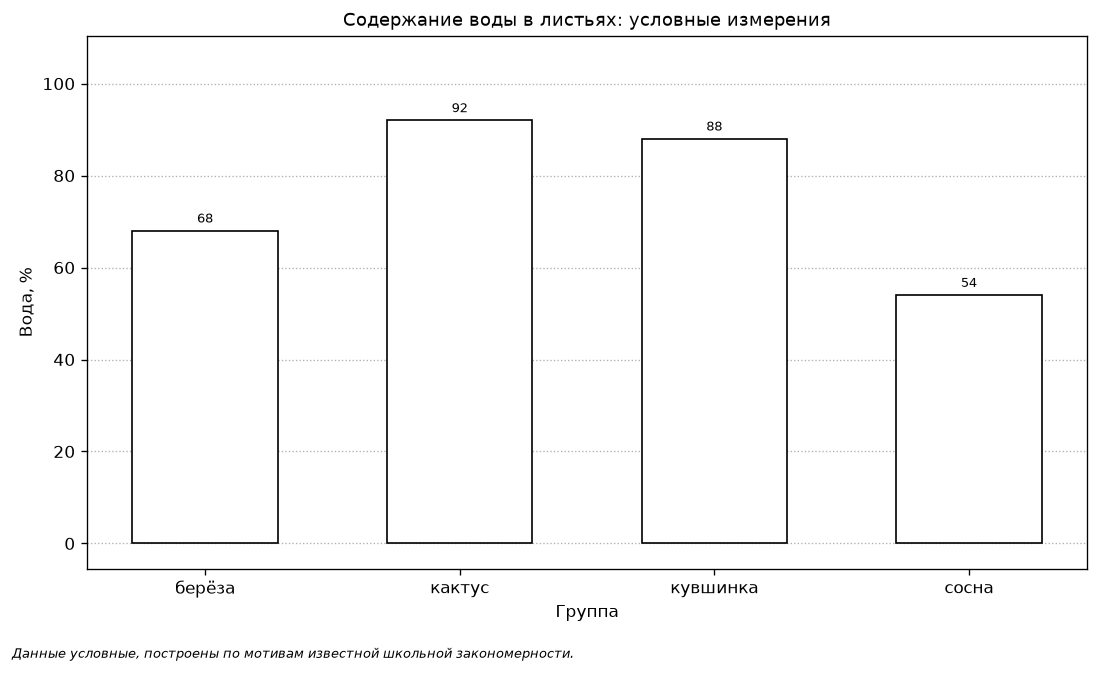 Содержание воды в листьях: условные измерения
Вода, %
100
80
60
40
20
0
68
92
88
54
берёза кактус кувшинка сосна
Группа
Данные условные, построены по мотивам известной школьной закономерности.